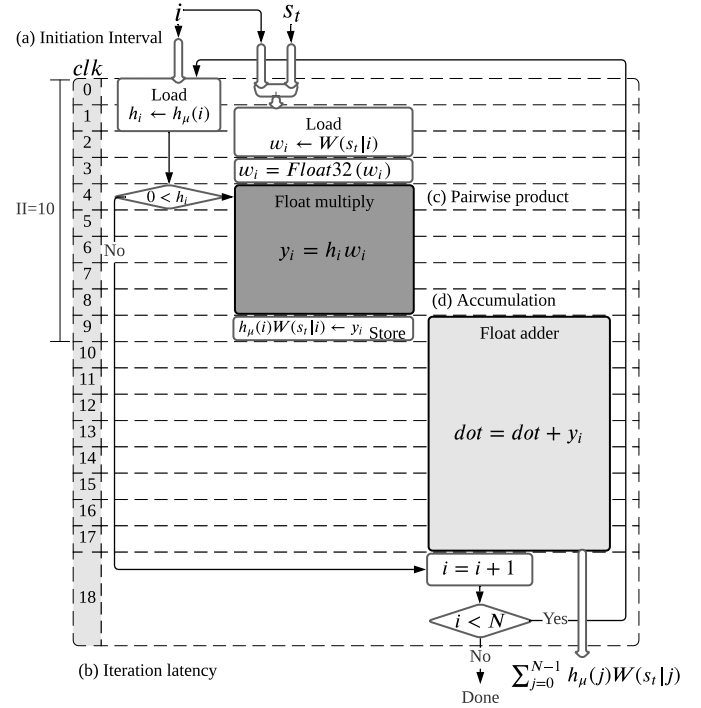 i
s_t
(a) Initiation Interval
clk
0
Load
h_i ← h_μ(i)
1
Load
2
w_i ← W(s_t|i)
3
w_i = Float32(w_i)
4
0 < h_i
Float multiply
(c) Pairwise product
II=10
5
No
6
y_i = h_i w_i
7
8
(d) Accumulation
9
h_μ(i)W(s_t|i) ← y_i Store
Float adder
10
11
12
13
dot = dot + y_i
14
15
16
17
i = i + 1
18
i < N
Yes
No
(b) Iteration latency
∑_{j=0}^{N−1} h_μ(j)W(s_t|j)
Done